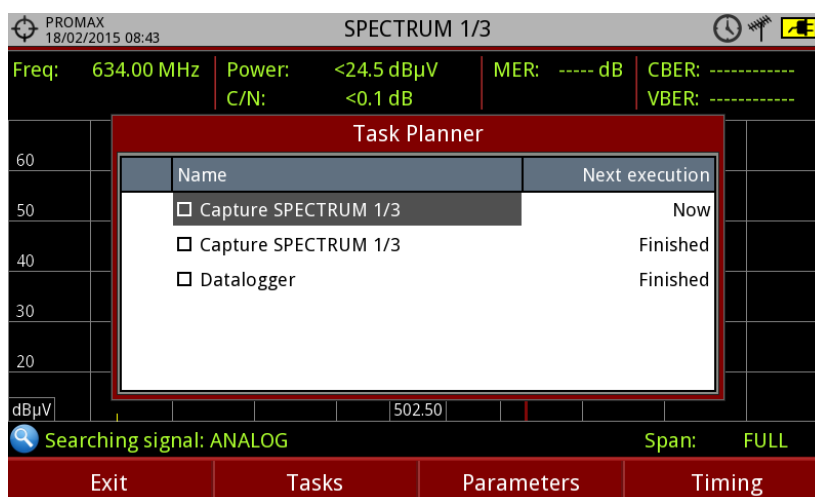 PROMAX
18/02/2015 08:43
SPECTRUM 1/3
Freq: 634.00 MHz
Power: <24.5 dBµV
MER: ----- dB
CBER: ------------
C/N: <0.1 dB
VBER: ------------
Task Planner
Name Next execution
Capture SPECTRUM 1/3 Now
Capture SPECTRUM 1/3 Finished
Datalogger Finished
60
50
40
30
20
dBµV
502.50
Searching signal: ANALOG
Span: FULL
Exit Tasks Parameters Timing